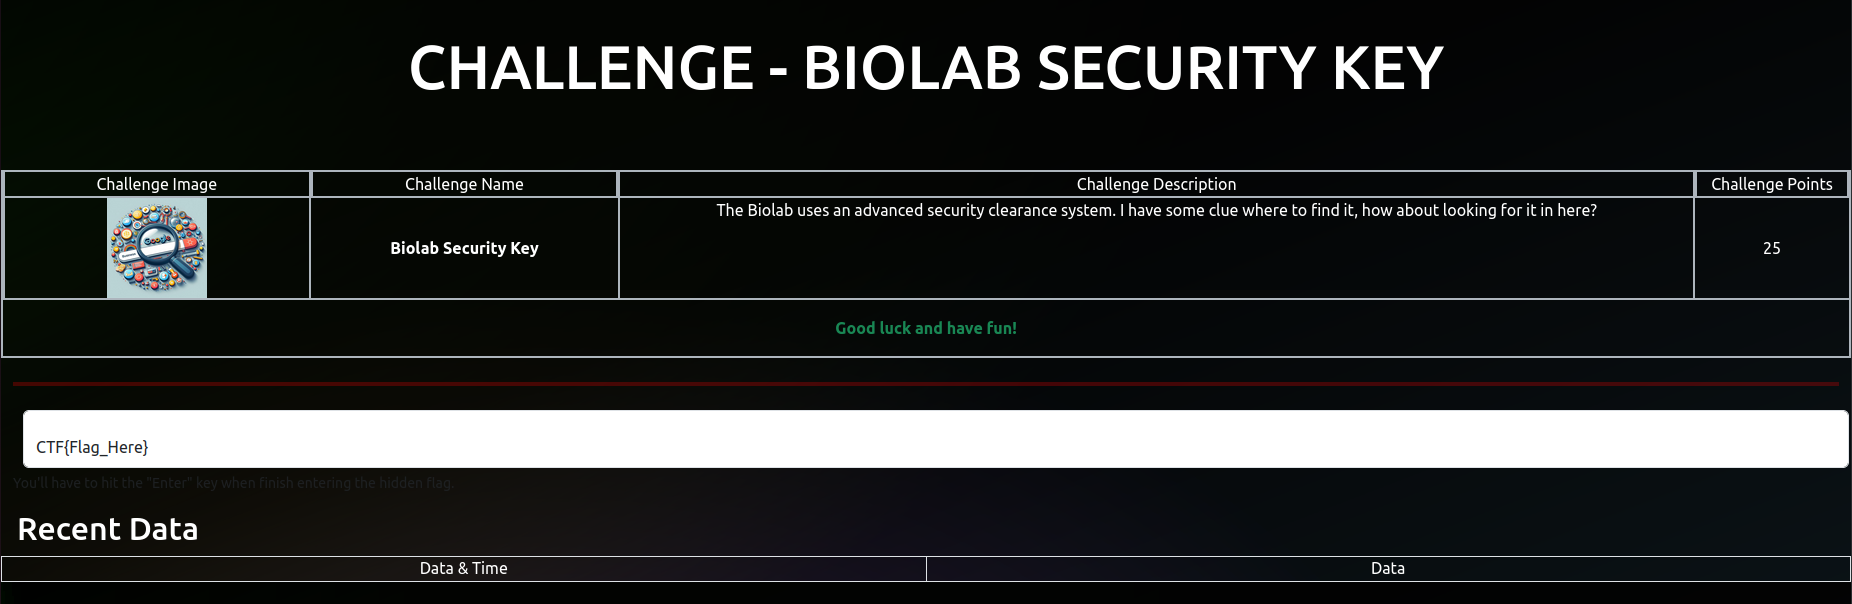 CHALLENGE - BIOLAB SECURITY KEY
Challenge Image Challenge Name Challenge Description Challenge Points
Google
Biolab Security Key
The Biolab uses an advanced security clearance system. I have some clue where to find it, how about looking for it in here?
25
Good luck and have fun!
CTF{Flag_Here}
You'll have to hit the "Enter" key when finish entering the hidden flag.
Recent Data
Data & Time Data